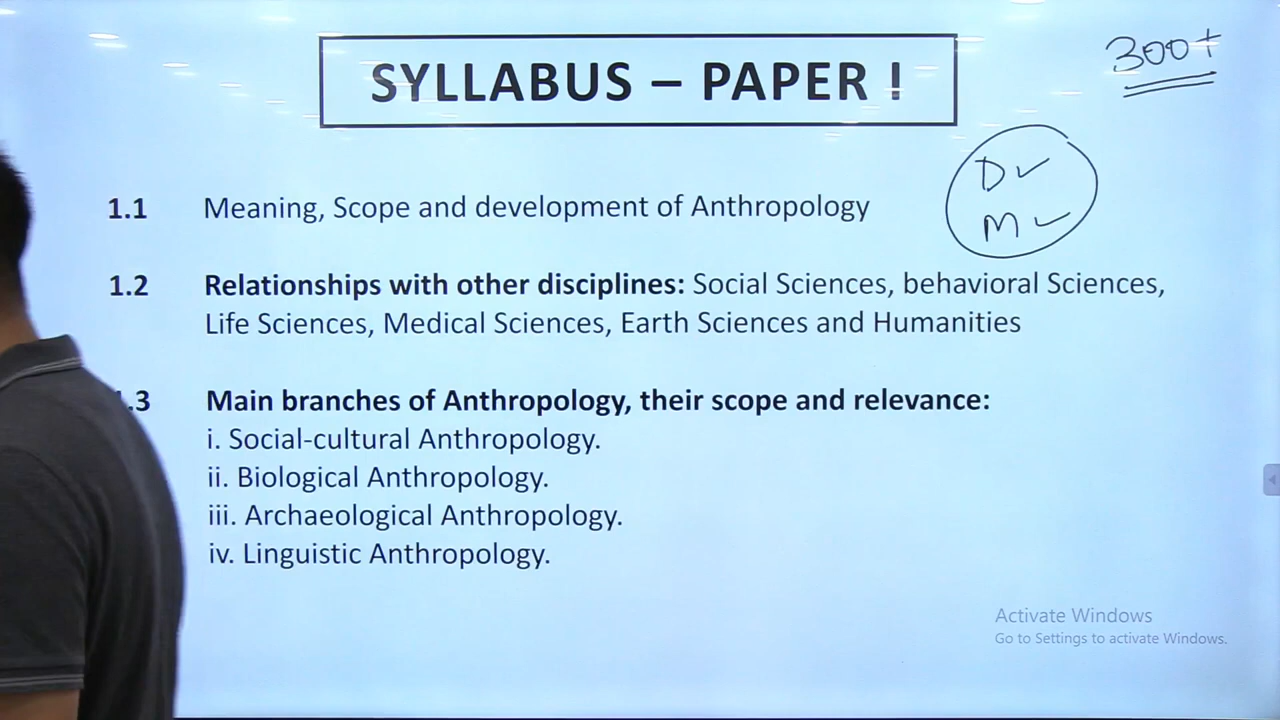 SYLLABUS – PAPER I
300+
D✓
M✓
1.1 Meaning, Scope and development of Anthropology
1.2 Relationships with other disciplines: Social Sciences, behavioral Sciences,
Life Sciences, Medical Sciences, Earth Sciences and Humanities
.3 Main branches of Anthropology, their scope and relevance:
i. Social-cultural Anthropology.
ii. Biological Anthropology.
iii. Archaeological Anthropology.
iv. Linguistic Anthropology.
Activate Windows
Go to Settings to activate Windows.